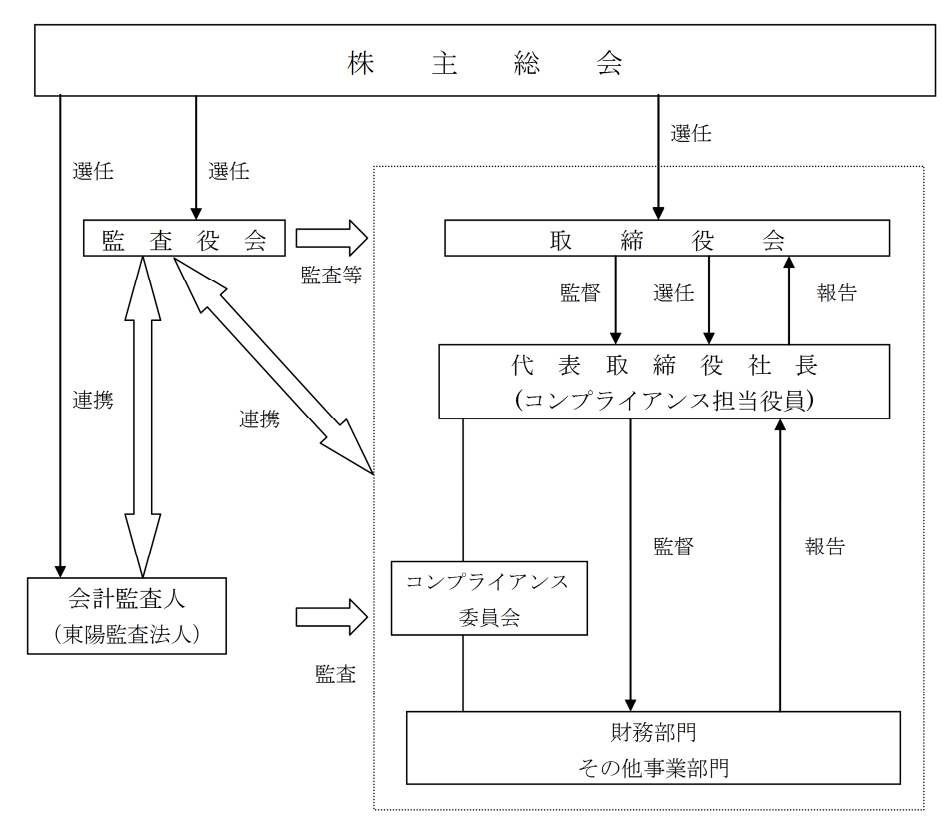 株主総会
選任
選任
選任
監査役会
監査等
取締役会
監督
選任
報告
代表取締役社長
(コンプライアンス担当役員)
連携
連携
監督
報告
コンプライアンス
委員会
会計監査人
（東陽監査法人）
監査
財務部門
その他事業部門